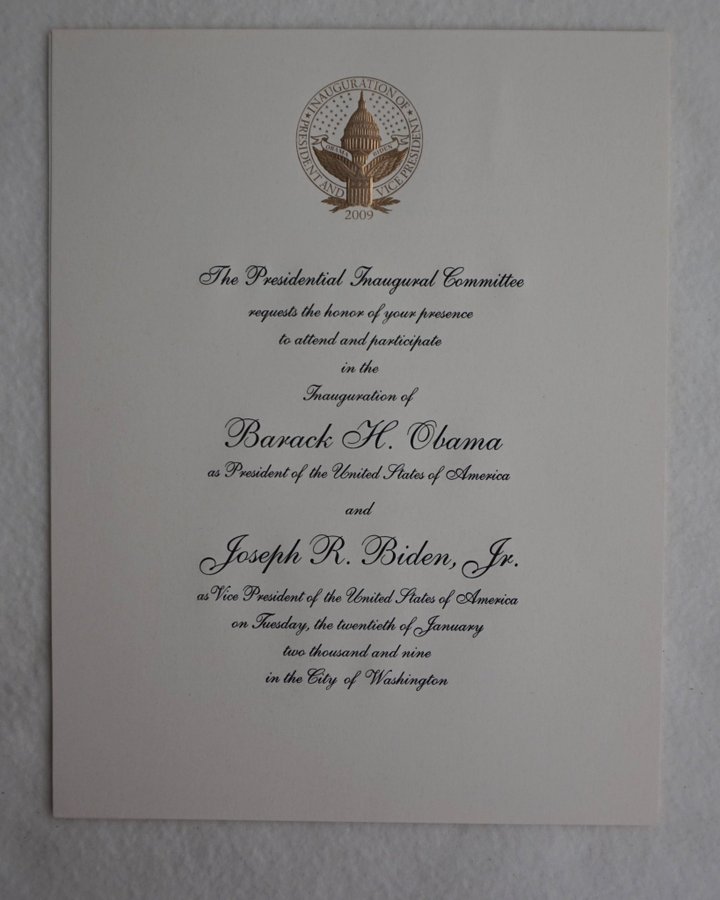 INAUGURATION OF
PRESIDENT AND VICE PRESIDENT
OBAMA BIDEN
2009
The Presidential Inaugural Committee
requests the honor of your presence
to attend and participate
in the
Inauguration of
Barack H. Obama
as President of the United States of America
and
Joseph R. Biden, Jr.
as Vice President of the United States of America
on Tuesday, the twentieth of January
two thousand and nine
in the City of Washington